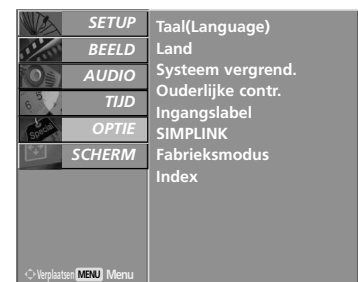 SETUP
BEELD
AUDIO
TIJD
OPTIE
SCHERM
Taal(Language)
Land
Systeem vergrend.
Ouderlijke contr.
Ingangslabel
SIMPLINK
Fabrieksmodus
Index
Verplaatsen MENU Menu